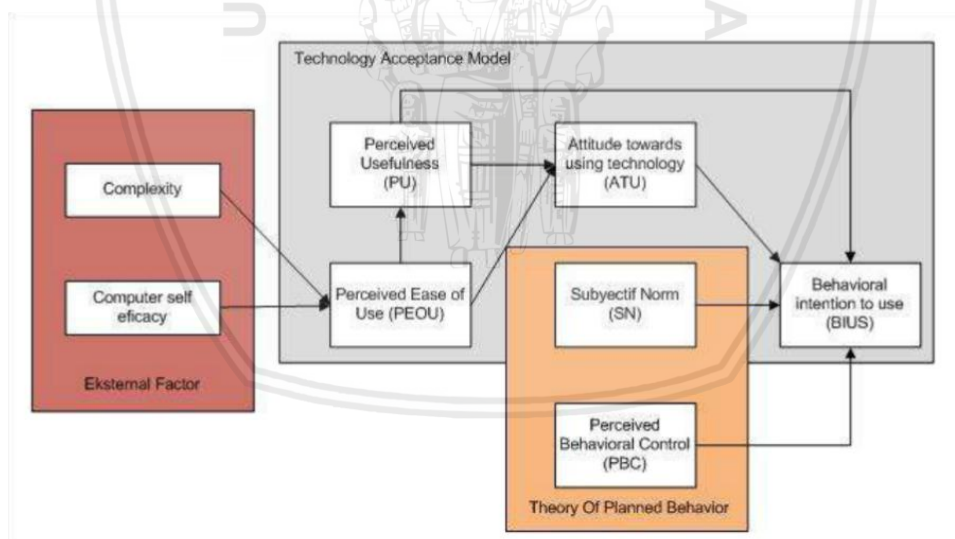 Technology Acceptance Model
Perceived
Usefulness
(PU)
Attitude towards
using technology
(ATU)
Complexity
Computer self
eficacy
Eksternal Factor
Perceived Ease of
Use (PEOU)
Subyectif Norm
(SN)
Behavioral
intention to use
(BIUS)
Perceived
Behavioral Control
(PBC)
Theory Of Planned Behavior